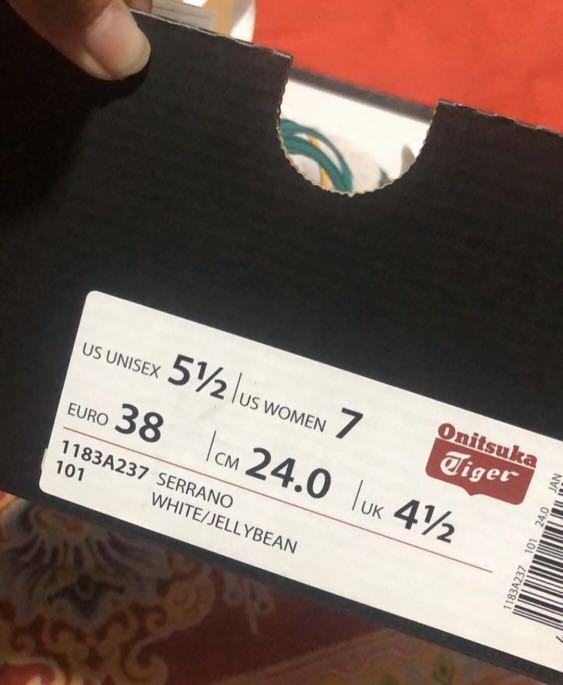 US UNISEX 5½ | US WOMEN 7
EURO 38 | CM 24.0 | UK 4½
1183A237 SERRANO
101 WHITE/JELLYBEAN
Onitsuka
Tiger
1183A237 101 24.0 JAN